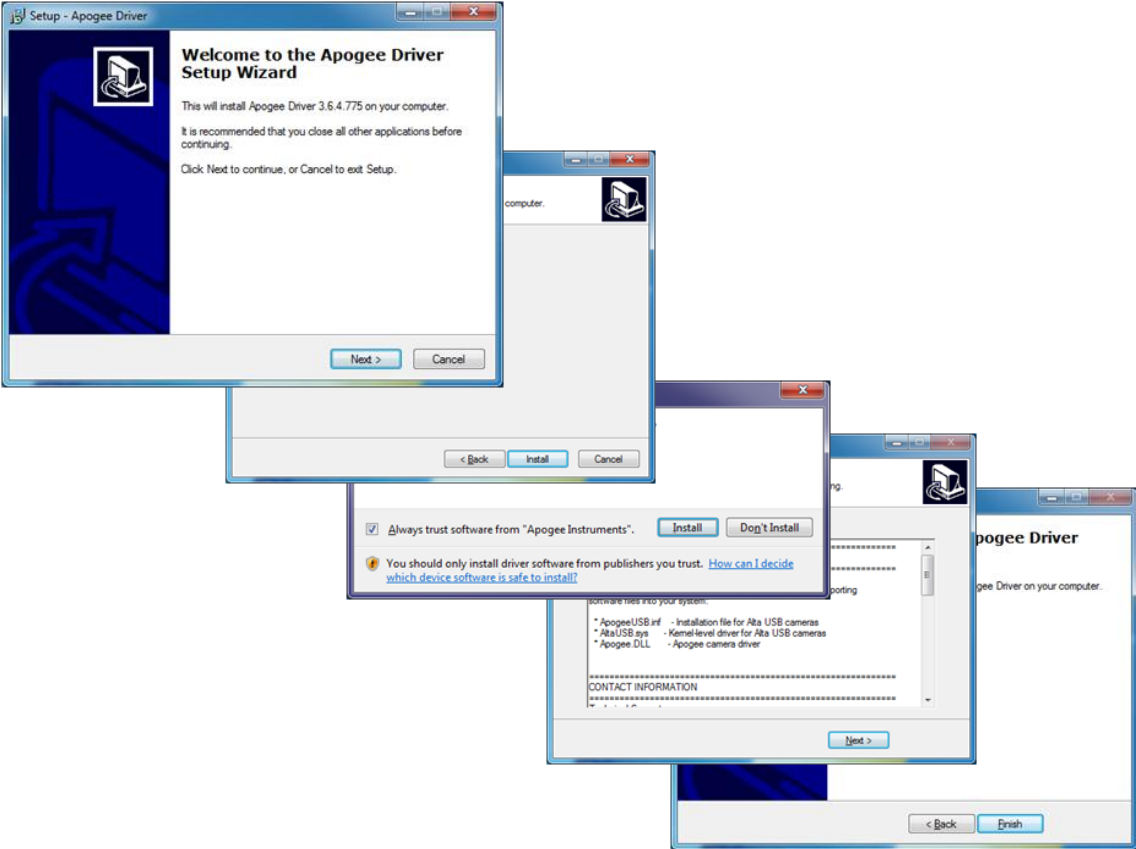 Setup - Apogee Driver
Welcome to the Apogee Driver
Setup Wizard
This will install Apogee Driver 3.6.4.775 on your computer.
It is recommended that you close all other applications before
continuing.
Click Next to continue, or Cancel to exit Setup.
Next >
Cancel
computer.
< Back
Install
Cancel
Always trust software from "Apogee Instruments".
Install
Don't Install
You should only install driver software from publishers you trust. How can I decide
which device software is safe to install?
ng.
===============
===============
porting
software files into your system:
* ApogeeUSB.inf - Installation file for Alta USB cameras
* AltaUSB.sys - Kernel-level driver for Alta USB cameras
* Apogee.DLL - Apogee camera driver
==================================================
CONTACT INFORMATION
==================================================
Next >
pogee Driver
gee Driver on your computer.
< Back
Finish